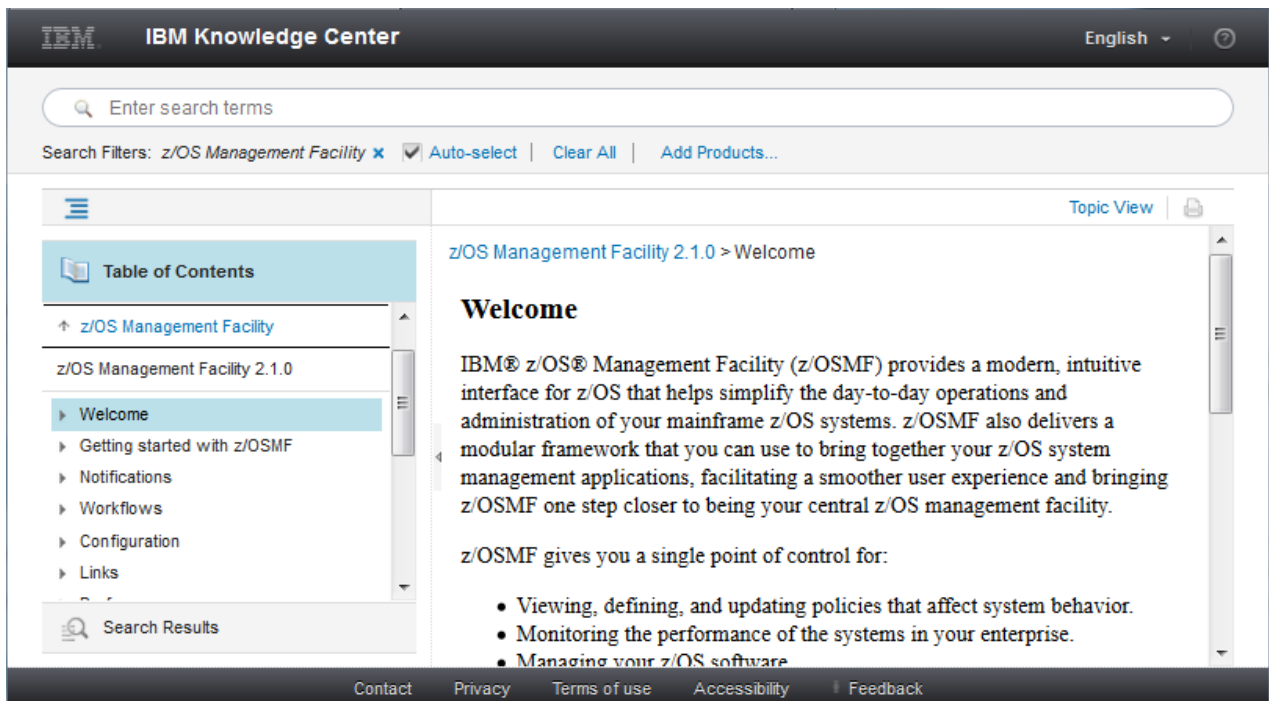 IBM. IBM Knowledge Center English
Enter search terms
Search Filters: z/OS Management Facility × Auto-select | Clear All | Add Products...
Topic View
Table of Contents
z/OS Management Facility
z/OS Management Facility 2.1.0
Welcome
Getting started with z/OSMF
Notifications
Workflows
Configuration
Links
Search Results
z/OS Management Facility 2.1.0 > Welcome
Welcome
IBM® z/OS® Management Facility (z/OSMF) provides a modern, intuitive
interface for z/OS that helps simplify the day-to-day operations and
administration of your mainframe z/OS systems. z/OSMF also delivers a
modular framework that you can use to bring together your z/OS system
management applications, facilitating a smoother user experience and bringing
z/OSMF one step closer to being your central z/OS management facility.
z/OSMF gives you a single point of control for:
• Viewing, defining, and updating policies that affect system behavior.
• Monitoring the performance of the systems in your enterprise.
• Managing your z/OS software
Contact Privacy Terms of use Accessibility Feedback